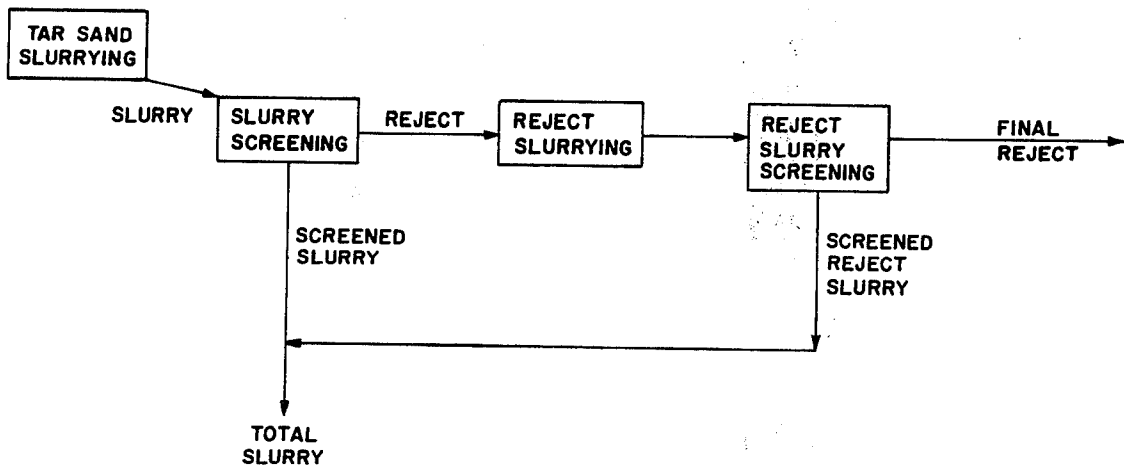 TAR SAND
SLURRYING
SLURRY
SLURRY
SCREENING
REJECT
REJECT
SLURRYING
REJECT
SLURRY
SCREENING
FINAL
REJECT
SCREENED
SLURRY
SCREENED
REJECT
SLURRY
TOTAL
SLURRY